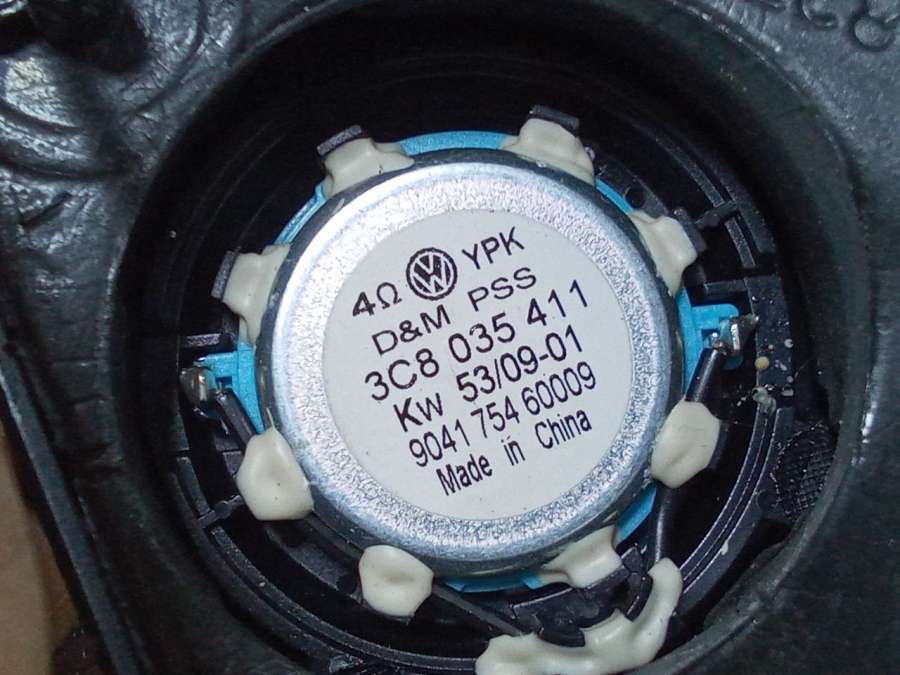 4Ω YPK
D&M PSS
3C8 035 411
Kw 53/09-01
9041 754 60009
Made in China